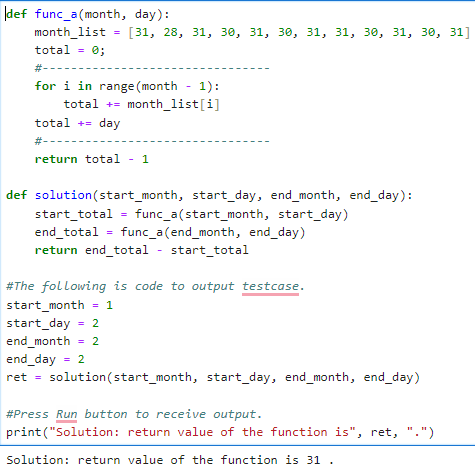 def func_a(month, day):
    month_list = [31, 28, 31, 30, 31, 30, 31, 31, 30, 31, 30, 31]
    total = 0;
    #------------------------------
    for i in range(month - 1):
        total += month_list[i]
    total += day
    #------------------------------
    return total - 1

def solution(start_month, start_day, end_month, end_day):
    start_total = func_a(start_month, start_day)
    end_total = func_a(end_month, end_day)
    return end_total - start_total

#The following is code to output testcase.
start_month = 1
start_day = 2
end_month = 2
end_day = 2
ret = solution(start_month, start_day, end_month, end_day)

#Press Run button to receive output.
print("Solution: return value of the function is", ret, ".")
Solution: return value of the function is 31 .